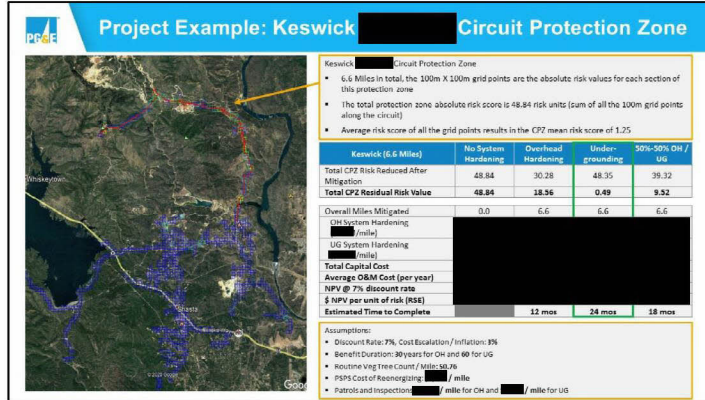 PG&E
Project Example: Keswick Circuit Protection Zone
Keswick Circuit Protection Zone
6.6 Miles in total, the 100m X 100m grid points are the absolute risk values for each section of
this protection zone
The total protection zone absolute risk score is 48.84 risk units (sum of all the 100m grid points
along the circuit)
Average risk score of all the grid points results in the CPZ mean risk score of 1.25
Keswick (6.6 Miles) No System Hardening Overhead Hardening Under-grounding 50%-50% OH / UG
Total CPZ Risk Reduced After Mitigation 48.84 30.28 48.35 39.32
Total CPZ Residual Risk Value 48.84 18.56 0.49 9.52
Overall Miles Mitigated 0.0 6.6 6.6 6.6
OH System Hardening
/mile)
UG System Hardening
/mile)
Total Capital Cost
Average O&M Cost (per year)
NPV @ 7% discount rate
$ NPV per unit of risk (RSE)
Estimated Time to Complete 12 mos 24 mos 18 mos
Assumptions:
Discount Rate: 7%, Cost Escalation / Inflation: 3%
Benefit Duration: 30 years for OH and 60 for UG
Routine Veg Tree Count / Mile: 50.76
PSPS Cost of Reenergizing: / mile
Patrols and Inspections / mile for OH and / mile for UG
Whiskeytown
Shasta